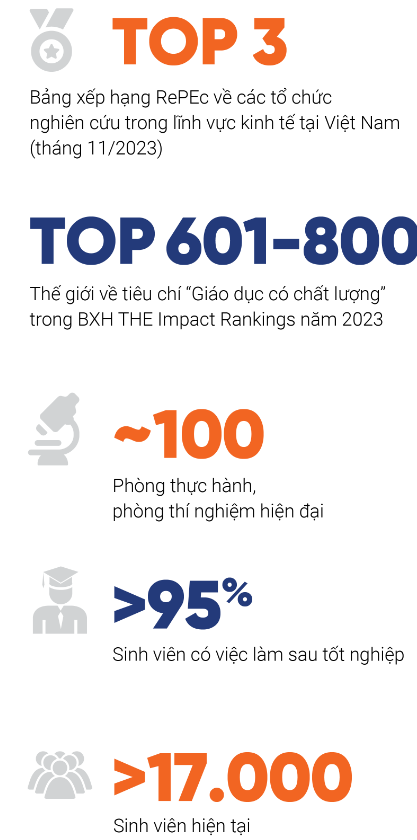 TOP 3
Bảng xếp hạng RePEc về các tổ chức
nghiên cứu trong lĩnh vực kinh tế tại Việt Nam
(tháng 11/2023)
TOP 601-800
Thế giới về tiêu chí “Giáo dục có chất lượng”
trong BXH THE Impact Rankings năm 2023
~100
Phòng thực hành,
phòng thí nghiệm hiện đại
>95%
Sinh viên có việc làm sau tốt nghiệp
>17.000
Sinh viên hiện tại